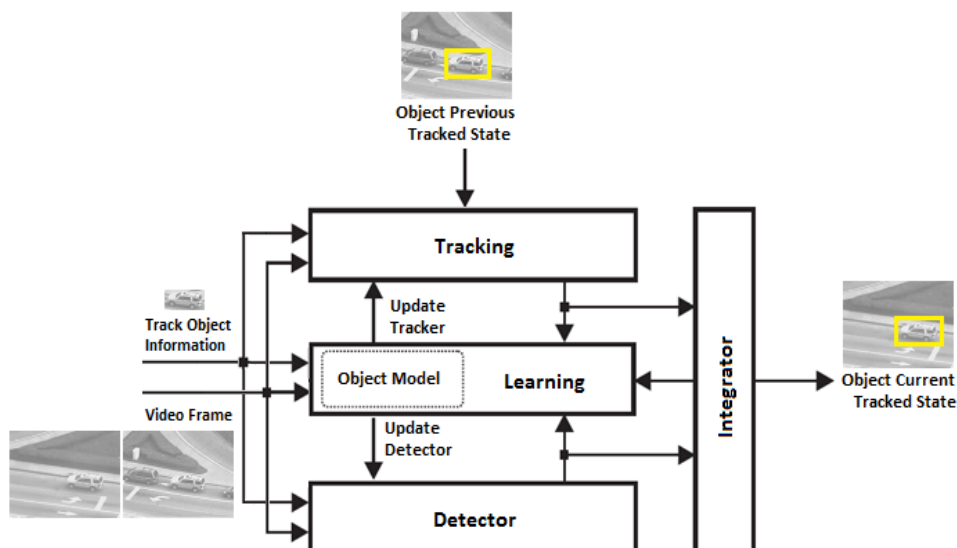 Object Previous
Tracked State
Tracking
Update
Tracker
Track Object
Information
Object Model
Learning
Integrator
Object Current
Tracked State
Video Frame
Update
Detector
Detector